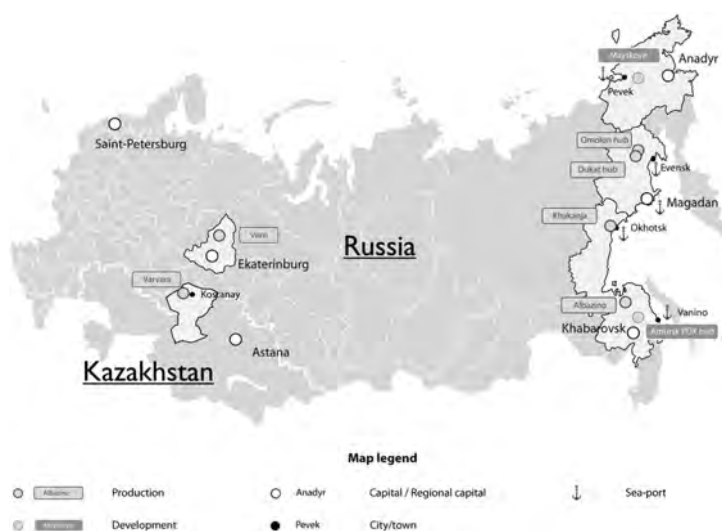 Mayskoye
Anadyr
Pevek
Saint-Petersburg
Omolon hub
Dukat hub
Evensk
Magadan
Khakanja
Okhotsk
Voro
Russia
Ekaterinburg
Varvara
Kostanay
Albazino
Vanino
Khabarovsk
Amursk POX hub
Astana
Kazakhstan
Map legend
Albazino
Production
Anadyr
Capital / Regional capital
Sea-port
Development
Pevek
City/town